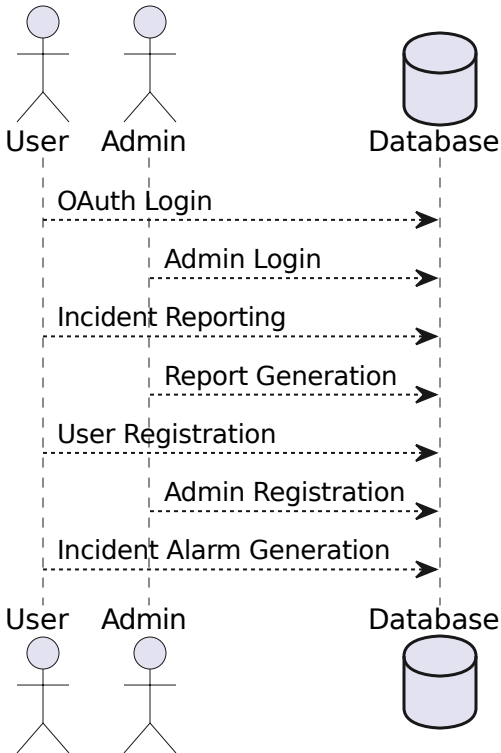 User Admin Database
OAuth Login
Admin Login
Incident Reporting
Report Generation
User Registration
Admin Registration
Incident Alarm Generation
User Admin Database